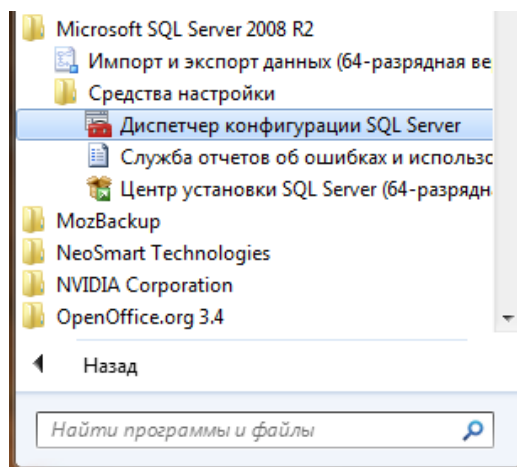 Microsoft SQL Server 2008 R2
Импорт и экспорт данных (64-разрядная ве
Средства настройки
Диспетчер конфигурации SQL Server
Служба отчетов об ошибках и использс
Центр установки SQL Server (64-разрядн
MozBackup
NeoSmart Technologies
NVIDIA Corporation
OpenOffice.org 3.4
Назад
Найти программы и файлы